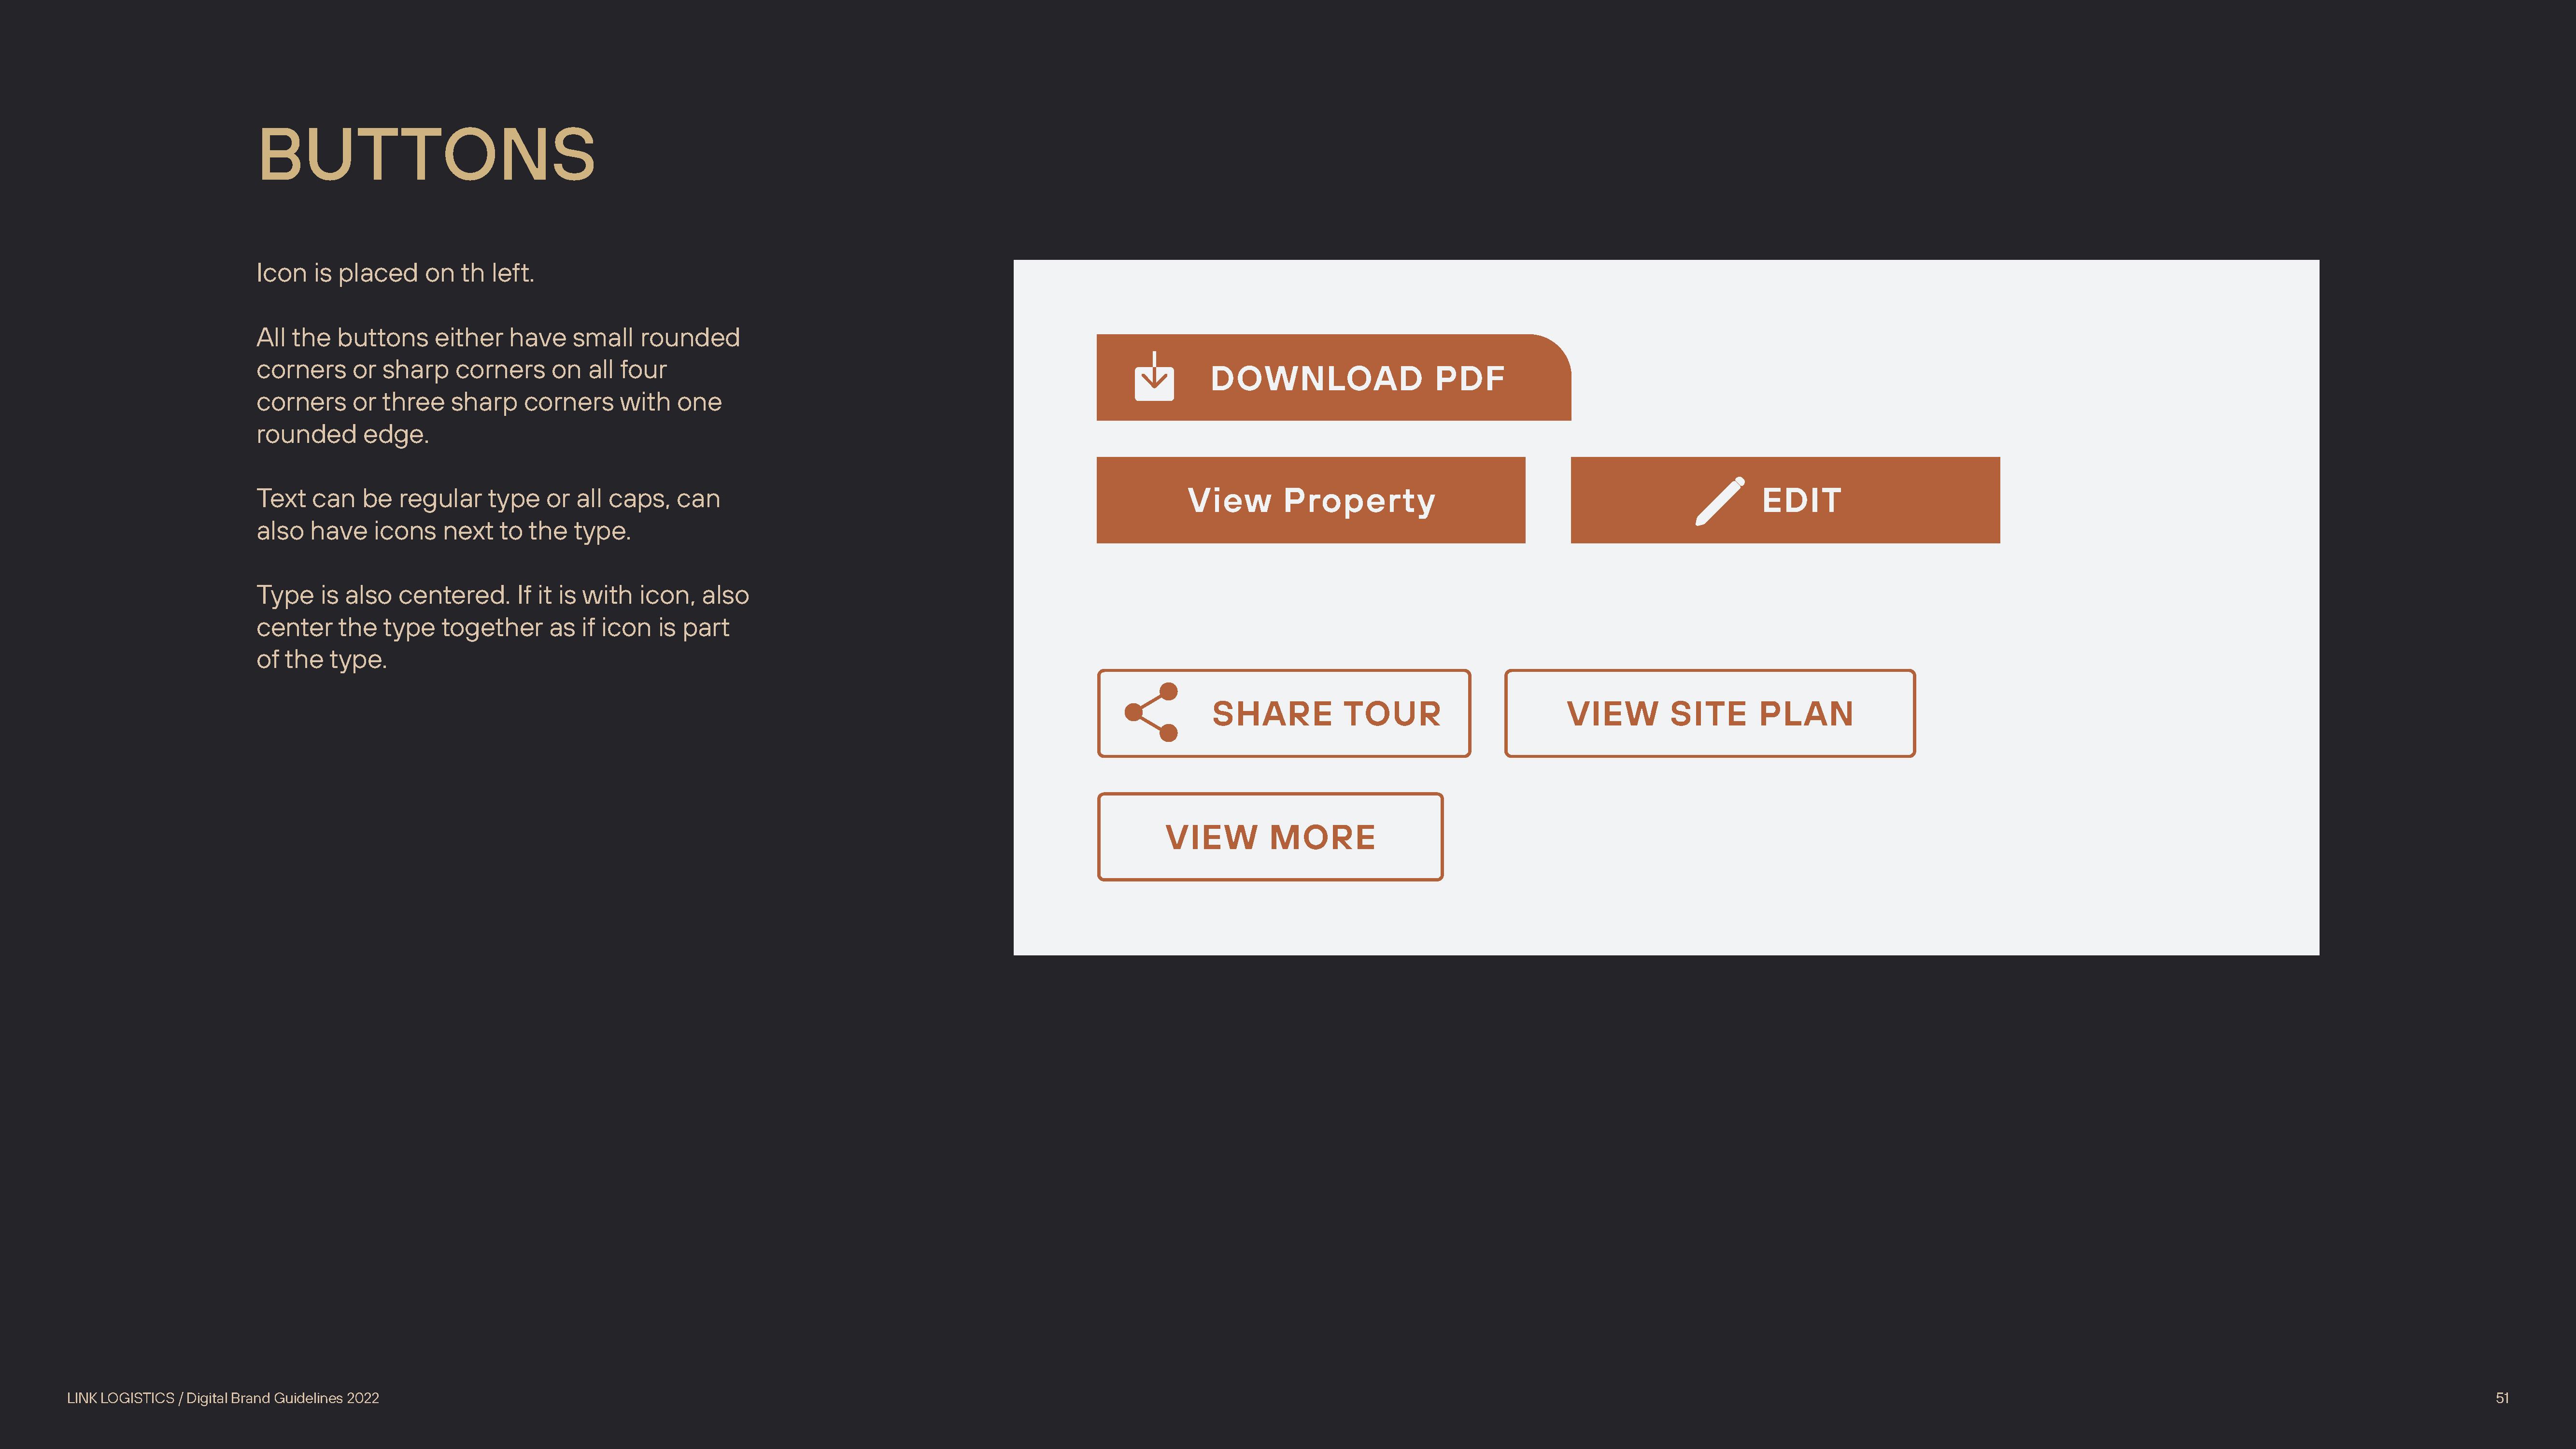 BUTTONS
Icon is placed on th left.
All the buttons either have small rounded
corners or sharp corners on all four
corners or three sharp corners with one
rounded edge.
Text can be regular type or all caps, can
also have icons next to the type.
Type is also centered. If it is with icon, also
center the type together as if icon is part
of the type.
DOWNLOAD PDF
View Property
EDIT
SHARE TOUR
VIEW SITE PLAN
VIEW MORE
LINK LOGISTICS / Digital Brand Guidelines 2022
51